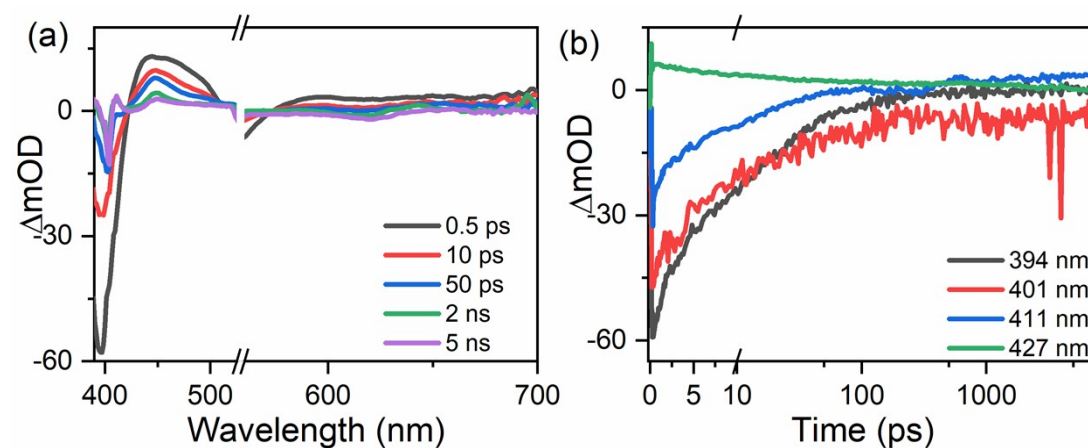 (a)
ΔmOD
0
-30
-60
400
500
600
700
Wavelength (nm)
0.5 ps
10 ps
50 ps
2 ns
5 ns
(b)
ΔmOD
0
-30
-60
0
5
10
100
1000
Time (ps)
394 nm
401 nm
411 nm
427 nm